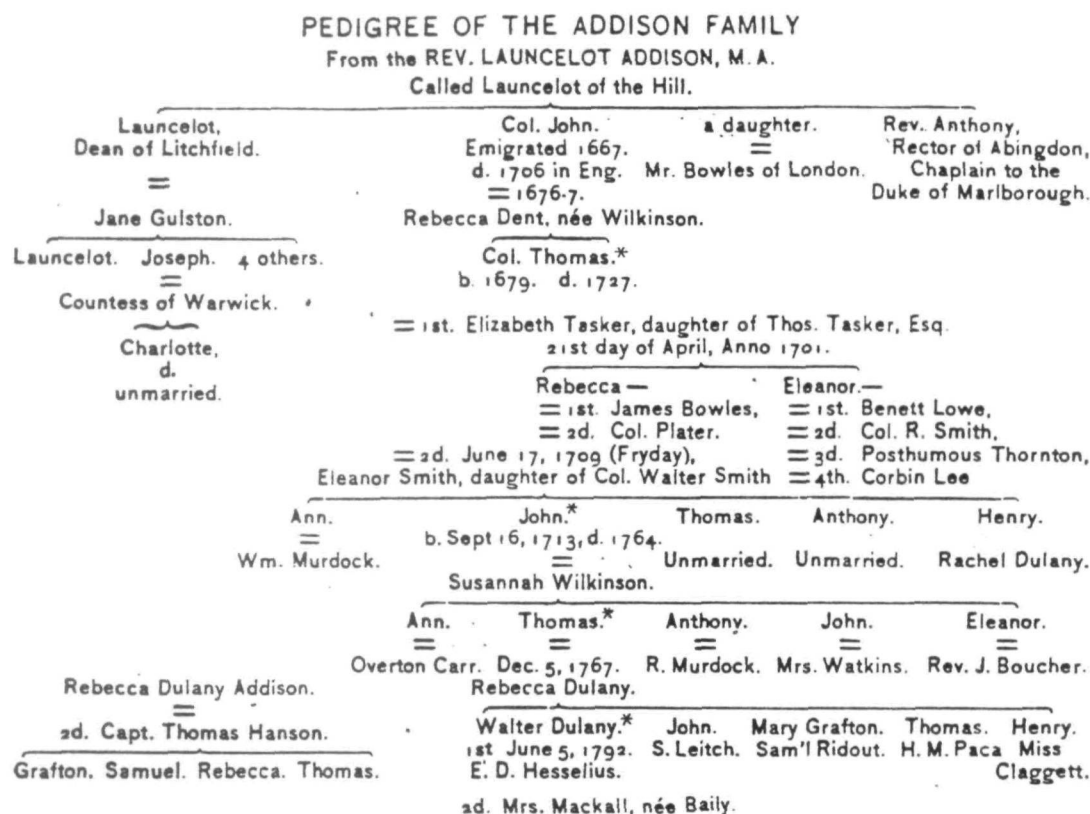 PEDIGREE OF THE ADDISON FAMILY
From the REV. LAUNCELOT ADDISON, M.A.
Called Launcelot of the Hill.
Launcelot, Col. John. a daughter. Rev. Anthony,
Dean of Litchfield. Emigrated 1667. = Rector of Abingdon,
= d. 1706 in Eng. Mr. Bowles of London. Chaplain to the
= 1676-7. Duke of Marlborough.
Jane Gulston. Rebecca Dent, née Wilkinson.
Launcelot. Joseph. 4 others. Col. Thomas.*
= b. 1679. d. 1727.
Countess of Warwick.
= 1st. Elizabeth Tasker, daughter of Thos. Tasker, Esq.
Charlotte, 21st day of April, Anno 1701.
d.
unmarried.
Rebecca — Eleanor. —
= 1st. James Bowles, = 1st. Benett Lowe,
= 2d. Col. Plater. = 2d. Col. R. Smith,
= 2d. June 17, 1709 (Fryday), = 3d. Posthumous Thornton,
Eleanor Smith, daughter of Col. Walter Smith = 4th. Corbin Lee
Ann. John.* Thomas. Anthony. Henry.
= b. Sept 16, 1713, d. 1764.
Wm. Murdock. = Unmarried. Unmarried. Rachel Dulany.
Susannah Wilkinson.
Ann. Thomas.* Anthony. John. Eleanor.
= = = = =
Overton Carr. Dec. 5, 1767. R. Murdock. Mrs. Watkins. Rev. J. Boucher.
Rebecca Dulany Addison. Rebecca Dulany.
=
2d. Capt. Thomas Hanson. Walter Dulany.* John. Mary Grafton. Thomas. Henry.
1st June 5, 1792. S. Leitch. Sam'l Ridout. H. M. Paca Miss
Grafton. Samuel. Rebecca. Thomas. E. D. Hesselius. Claggett.
2d. Mrs. Mackall, née Baily.